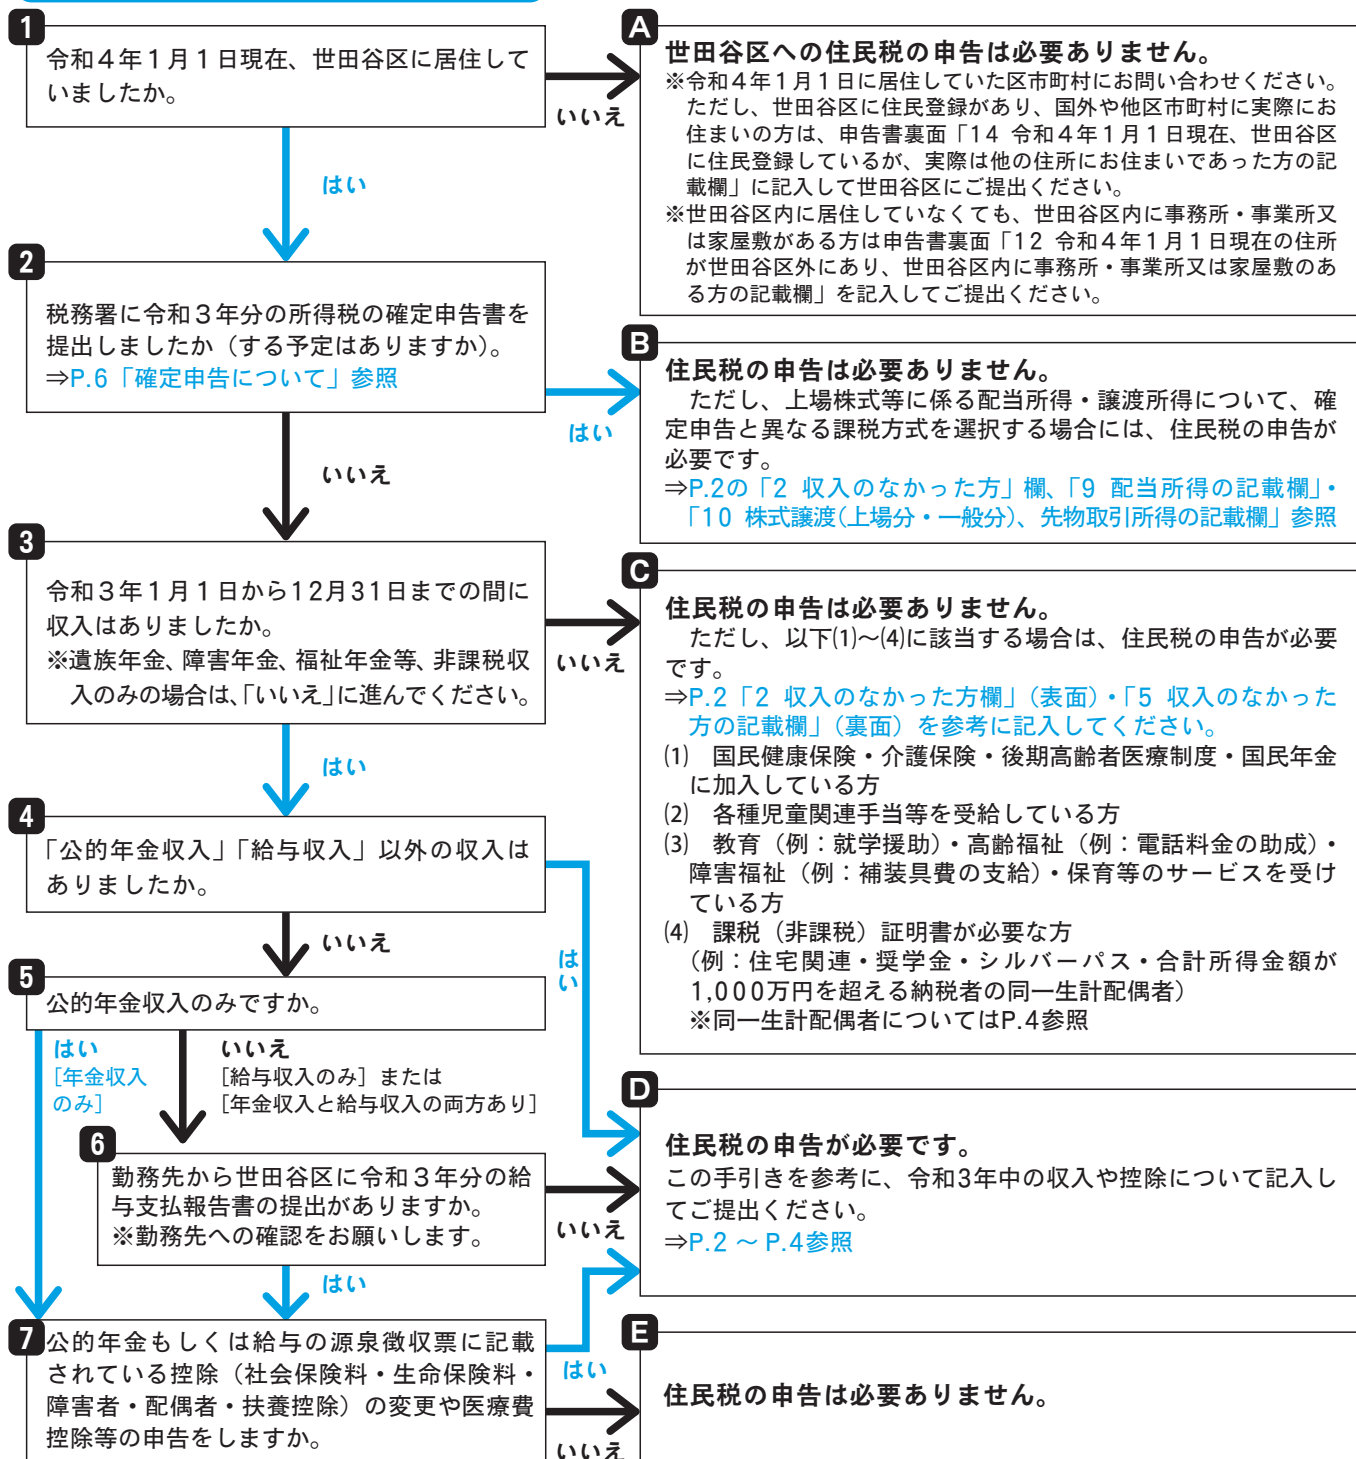 1
令和４年１月１日現在、世田谷区に居住して
いましたか。
いいえ
はい
A
世田谷区への住民税の申告は必要ありません。
※令和４年１月１日に居住していた区市町村にお問い合わせください。
ただし、世田谷区に住民登録があり、国外や他区市町村に実際にお
住まいの方は、申告書裏面「14 令和４年１月１日現在、世田谷区
に住民登録しているが、実際は他の住所にお住まいであった方の記
載欄」に記入して世田谷区にご提出ください。
※世田谷区内に居住していなくても、世田谷区内に事務所・事業所又
は家屋敷がある方は申告書裏面「12 令和４年１月１日現在の住所
が世田谷区外にあり、世田谷区内に事務所・事業所又は家屋敷のあ
る方の記載欄」を記入してご提出ください。
2
税務署に令和３年分の所得税の確定申告書を
提出しましたか（する予定はありますか）。
⇒P.6「確定申告について」参照
はい
いいえ
B
住民税の申告は必要ありません。
ただし、上場株式等に係る配当所得・譲渡所得について、確
定申告と異なる課税方式を選択する場合には、住民税の申告が
必要です。
⇒P.2の「2 収入のなかった方」欄、「9 配当所得の記載欄」・
「10 株式譲渡（上場分・一般分）、先物取引所得の記載欄」参照
3
令和３年１月１日から12月31日までの間に
収入はありましたか。
※遺族年金、障害年金、福祉年金等、非課税収
入のみの場合は、「いいえ」に進んでください。
いいえ
はい
C
住民税の申告は必要ありません。
ただし、以下⑴～⑷に該当する場合は、住民税の申告が必要
です。
⇒P.2「2 収入のなかった方欄」（表面）・「5 収入のなかった
方の記載欄」（裏面）を参考に記入してください。
⑴ 国民健康保険・介護保険・後期高齢者医療制度・国民年金
に加入している方
⑵ 各種児童関連手当等を受給している方
⑶ 教育（例：就学援助）・高齢福祉（例：電話料金の助成）・
障害福祉（例：補装具費の支給）・保育等のサービスを受け
ている方
⑷ 課税（非課税）証明書が必要な方
（例：住宅関連・奨学金・シルバーパス・合計所得金額が
1,000万円を超える納税者の同一生計配偶者）
※同一生計配偶者についてはP.4参照
4
「公的年金収入」「給与収入」以外の収入は
ありましたか。
いいえ
はい
5
公的年金収入のみですか。
はい
［年金収入
のみ］
いいえ
［給与収入のみ］または
［年金収入と給与収入の両方あり］
6
勤務先から世田谷区に令和３年分の給
与支払報告書の提出がありますか。
※勤務先への確認をお願いします。
いいえ
はい
D
住民税の申告が必要です。
この手引きを参考に、令和3年中の収入や控除について記入し
てご提出ください。
⇒P.2 ～ P.4参照
7
公的年金もしくは給与の源泉徴収票に記載
されている控除（社会保険料・生命保険料・
障害者・配偶者・扶養控除）の変更や医療費
控除等の申告をしますか。
はい
いいえ
E
住民税の申告は必要ありません。